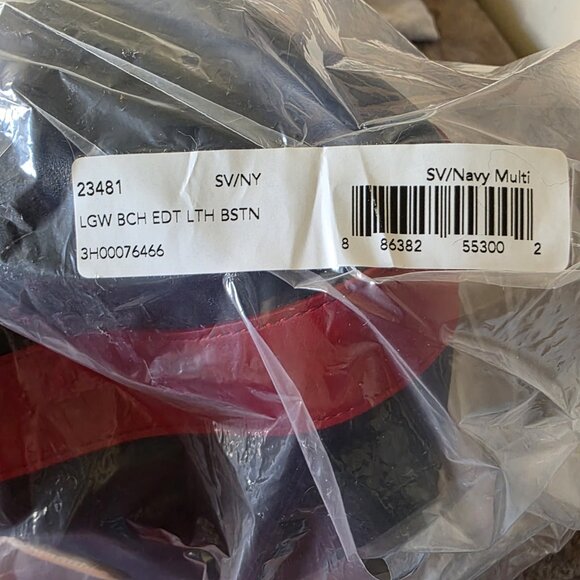 23481 SV/NY SV/Navy Multi
LGW BCH EDT LTH BSTN
3H00076466
8 86382 55300 2